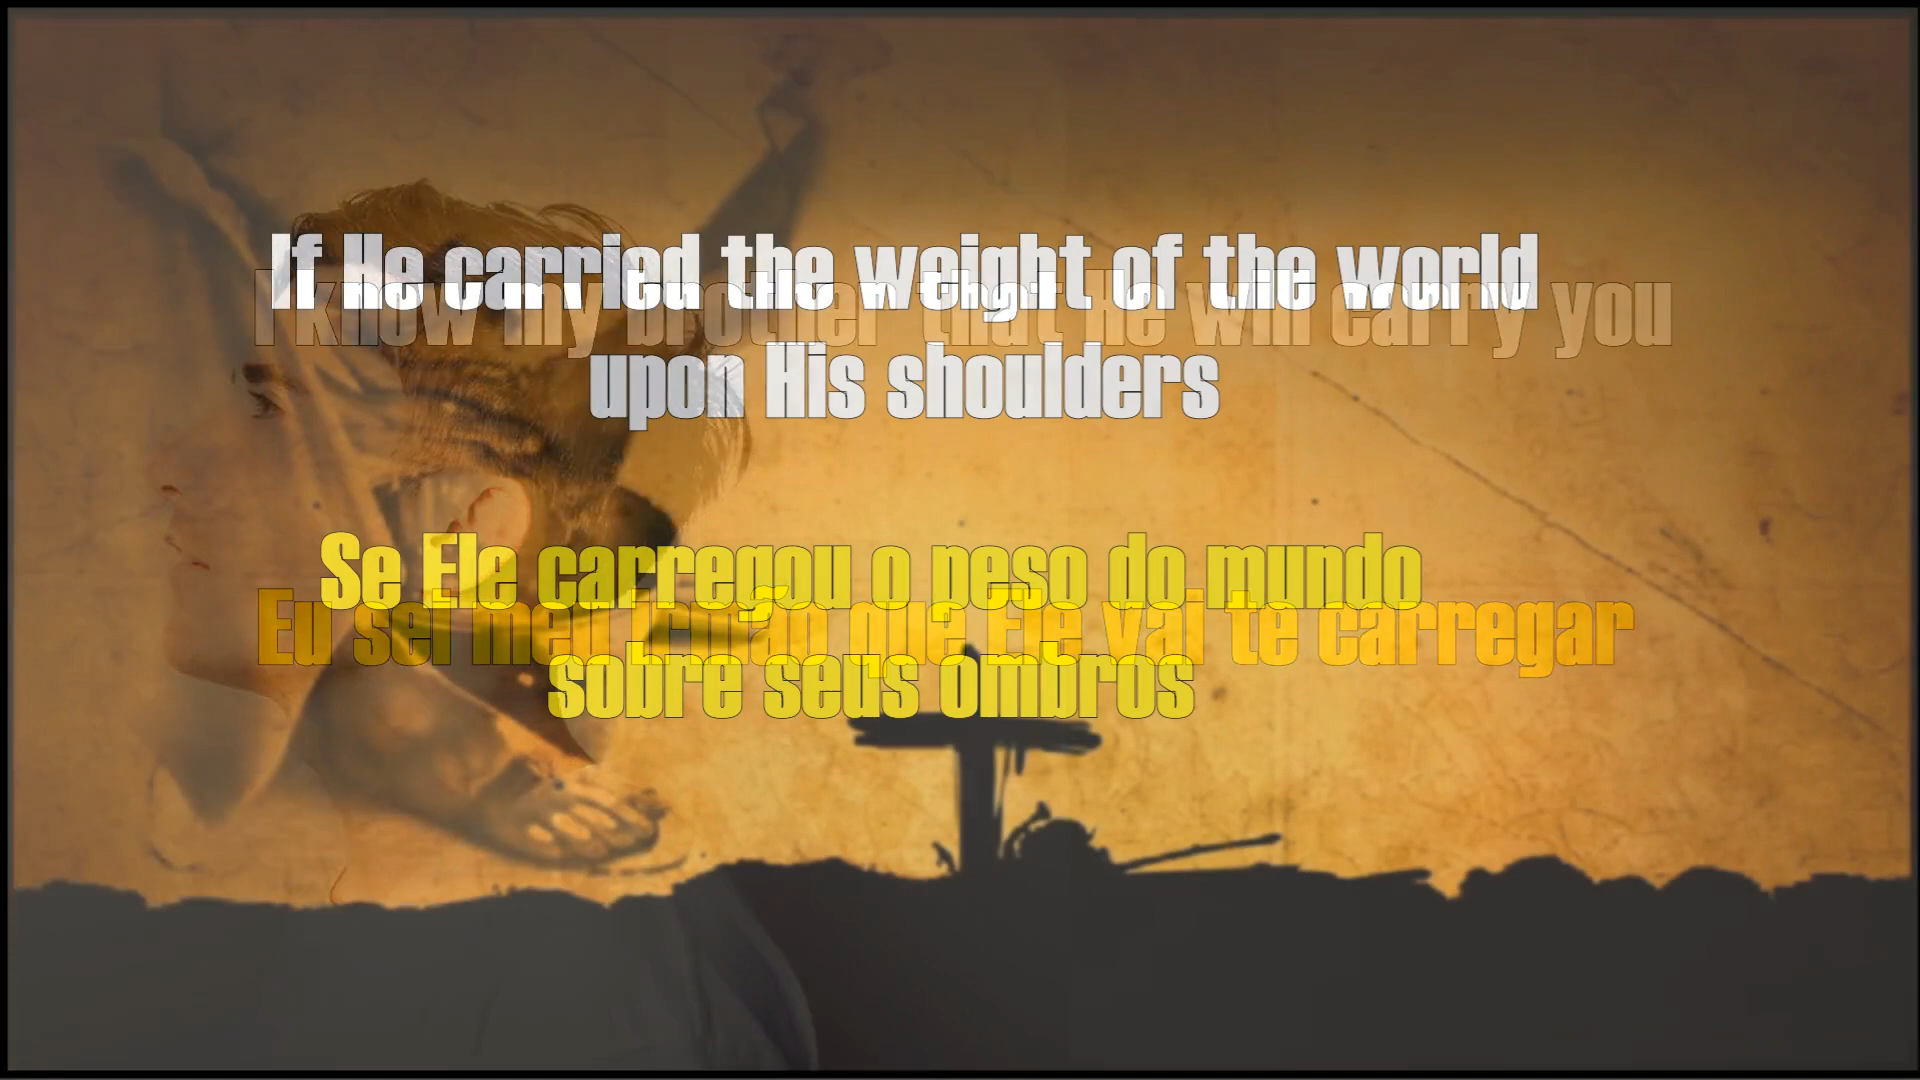 If He carried the weight of the world
I know my brother that He will carry you
upon His shoulders
Se Ele carregou o peso do mundo
Eu sei meu irmão que Ele vai te carregar
sobre seus ombros